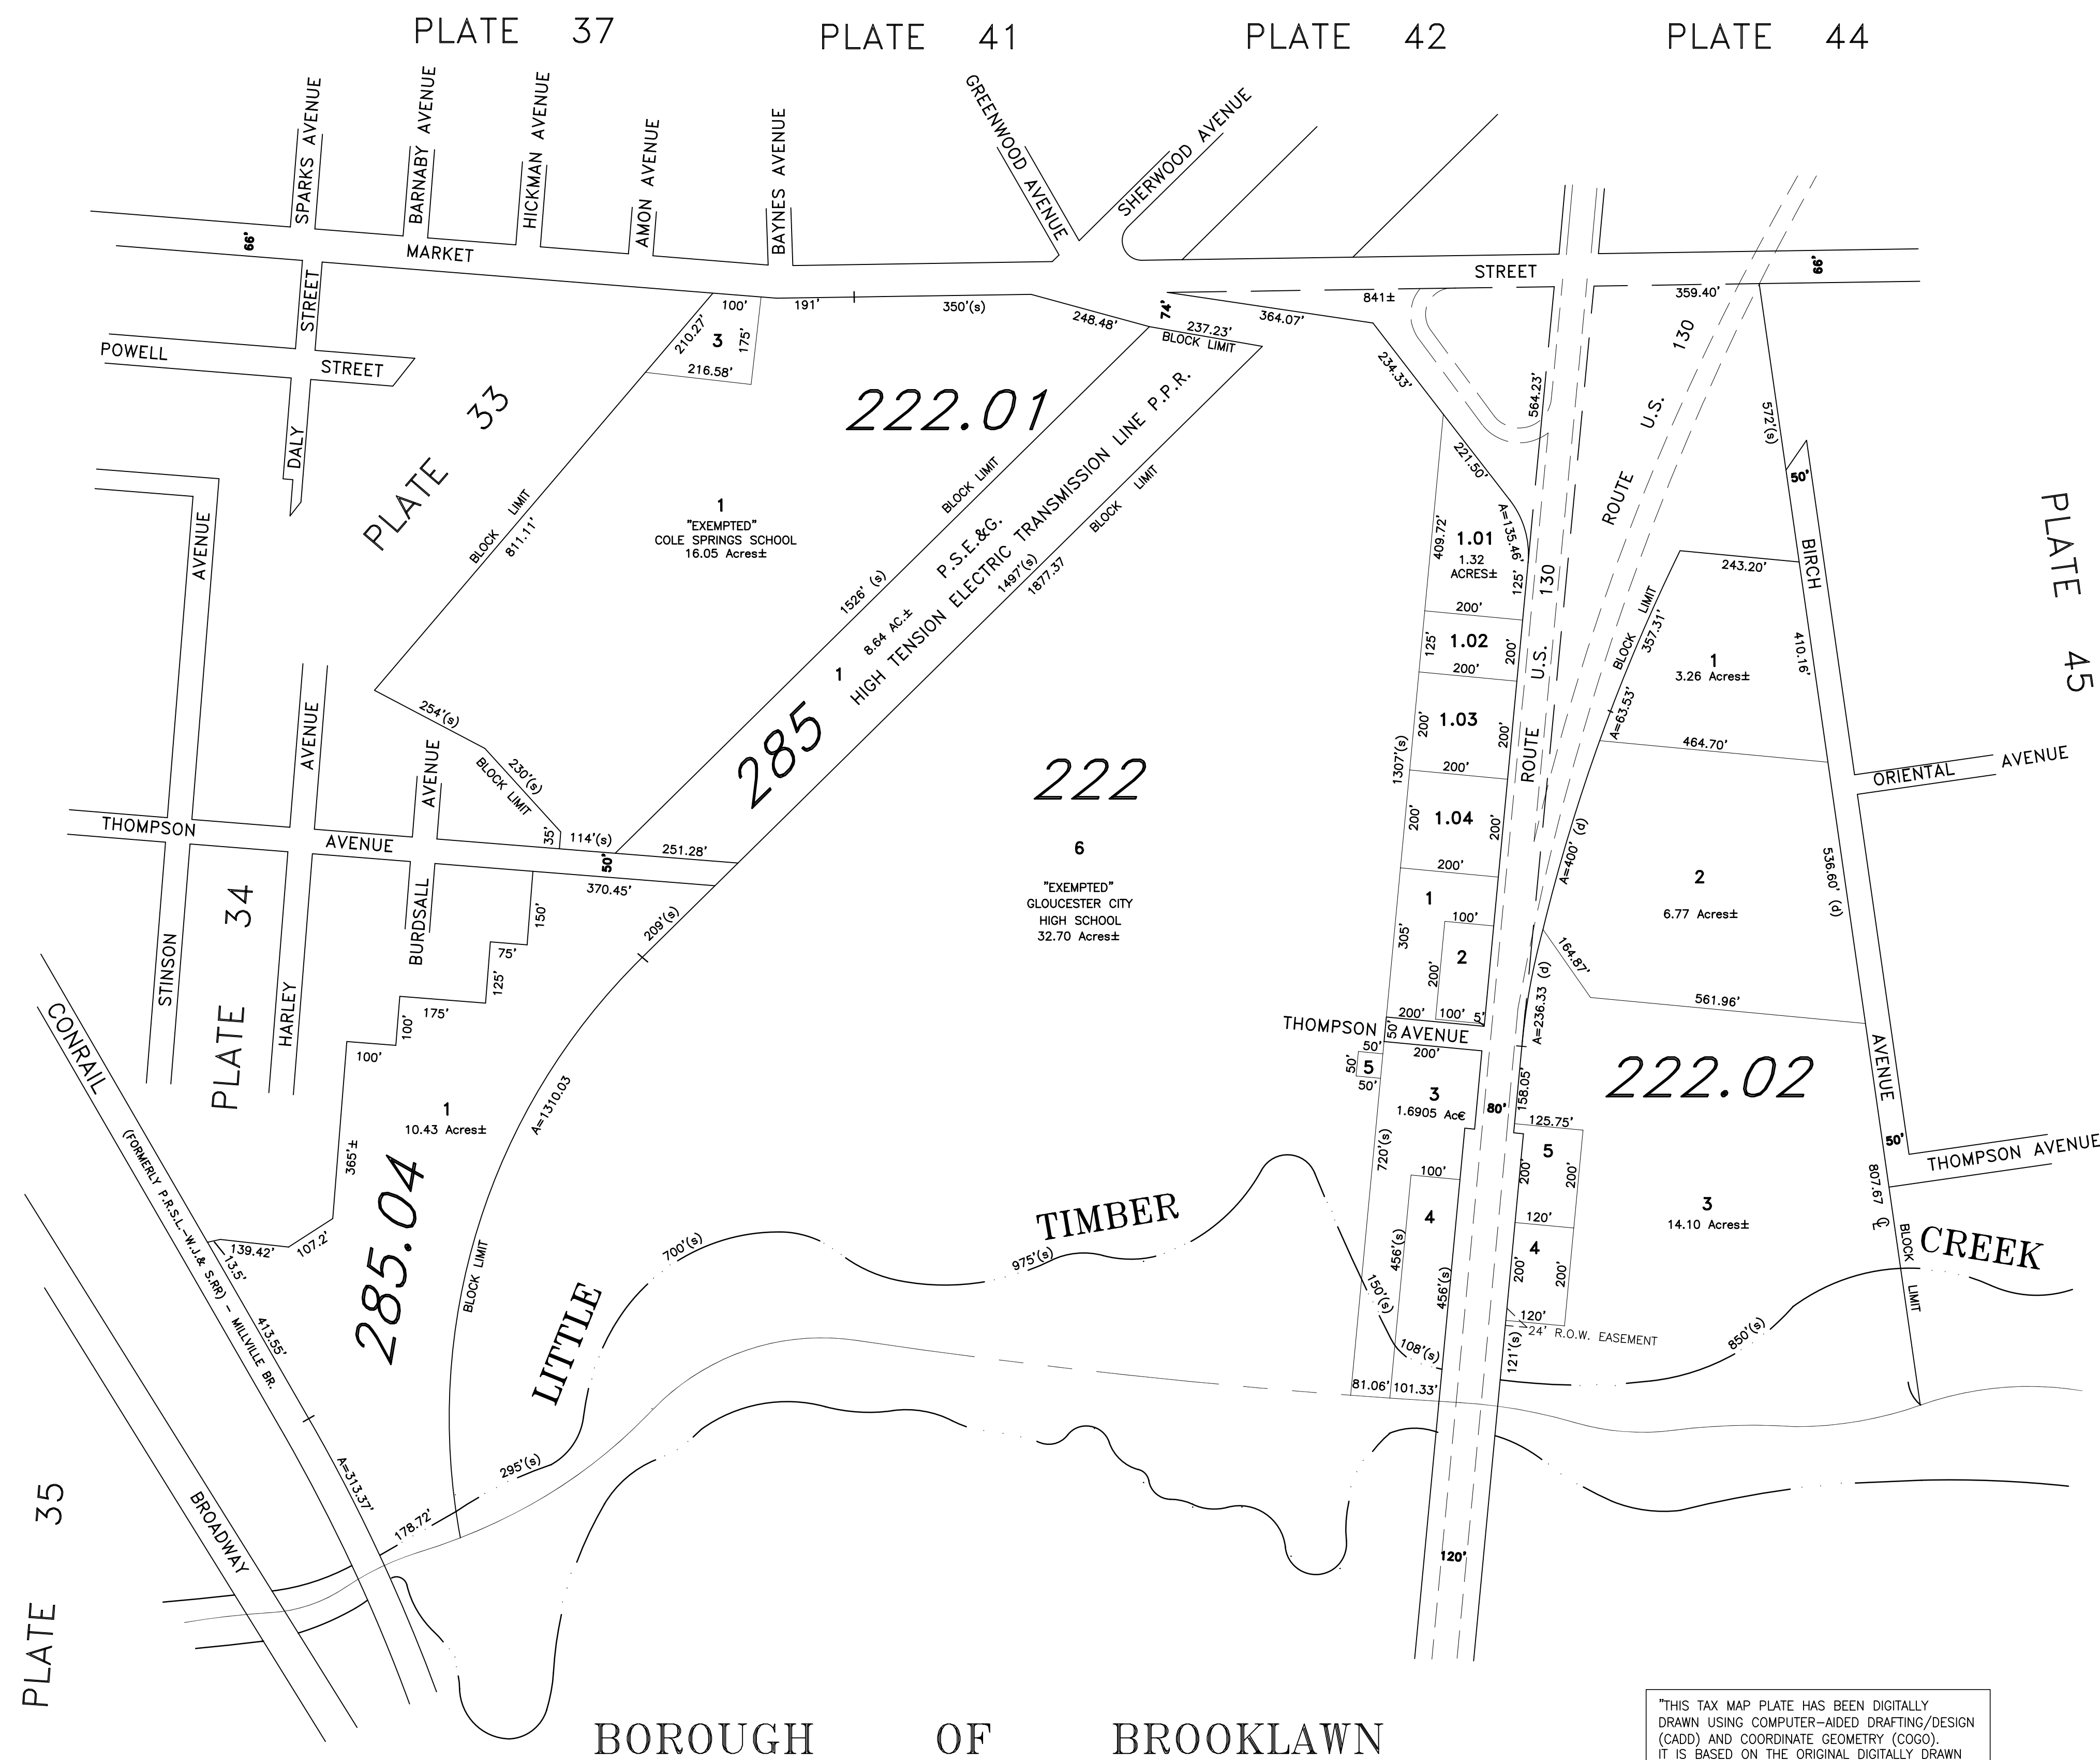 PLATE 37
PLATE 41
PLATE 42
PLATE 44
SPARKS AVENUE
BARNABY AVENUE
HICKMAN AVENUE
AMON AVENUE
BAYNES AVENUE
GREENWOOD AVENUE
SHERWOOD AVENUE
66'
MARKET
STREET
66'
STREET
DALY
POWELL
STREET
PLATE 33
100'
191'
350'(s)
248.48'
74'
237.23'
BLOCK LIMIT
364.07'
841±
359.40'
210.27'
3
175'
216.58'
222.01
BLOCK LIMIT
811.11'
1
"EXEMPTED"
COLE SPRINGS SCHOOL
16.05 Acres±
BLOCK LIMIT
1526' (s)
P.S.E.&G.
HIGH TENSION ELECTRIC TRANSMISSION LINE P.P.R.
8.64 AC.±
1
285
1497'(s)
1877.37
BLOCK LIMIT
234.33'
221.50'
A=135.46'
564.23'
409.72'
1.01
1.32
ACRES±
125'
200'
125'
1.02
200'
200'
200'
1.03
200'
200'
1307'(s)
200'
1.04
200'
200'
1
305'
100'
200'
2
200'
100'
5'
ROUTE U.S. 130
ROUTE U.S. 130
572'(s)
50'
BIRCH
AVENUE
PLATE 45
243.20'
BLOCK LIMIT
357.31'
1
3.26 Acres±
410.16'
A=63.53'
464.70'
ORIENTAL AVENUE
A=400' (d)
2
6.77 Acres±
536.60' (d)
164.87'
561.96'
A=236.33 (d)
222.02
254'(s)
230'(s)
BLOCK LIMIT
35'
114'(s)
50'
251.28'
370.45'
AVENUE
AVENUE
AVENUE
THOMPSON
AVENUE
STINSON
PLATE 34
HARLEY
BURDSALL
150'
75'
125'
175'
100'
100'
365'±
209'(s)
222
6
"EXEMPTED"
GLOUCESTER CITY
HIGH SCHOOL
32.70 Acres±
THOMPSON
50'
AVENUE
50'
50'
5
50'
200'
3
1.6905 Ac€
80'
158.05'
125.75'
5
200'
200'
120'
4
200'
200'
120'
24' R.O.W. EASEMENT
121'(s)
720'(s)
100'
4
456'(s)
456'(s)
150'(s)
108'(s)
81.06'
101.33'
3
14.10 Acres±
50'
THOMPSON AVENUE
807.67
BLOCK LIMIT
850'(s)
CONRAIL
(FORMERLY P.R.S.L.-W.J.& S.RR) - MILLVILLE BR.
1
10.43 Acres±
285.04
A=1310.03
BLOCK LIMIT
139.42'
107.2'
13.5'
413.55'
A=313.37'
178.72'
295'(s)
700'(s)
975'(s)
LITTLE
TIMBER
CREEK
BROADWAY
PLATE 35
120'
BOROUGH OF BROOKLAWN
"THIS TAX MAP PLATE HAS BEEN DIGITALLY
DRAWN USING COMPUTER-AIDED DRAFTING/DESIGN
(CADD) AND COORDINATE GEOMETRY (COGO).
IT IS BASED ON THE ORIGINAL DIGITALLY DRAWN